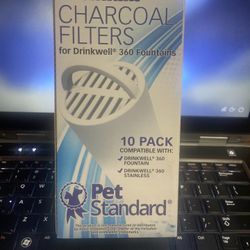 CHARCOAL
FILTERS
for Drinkwell® 360 Fountains
10 PACK
COMPATIBLE WITH:
DRINKWELL® 360
FOUNTAIN
DRINKWELL® 360
STAINLESS
Pet
Standard®